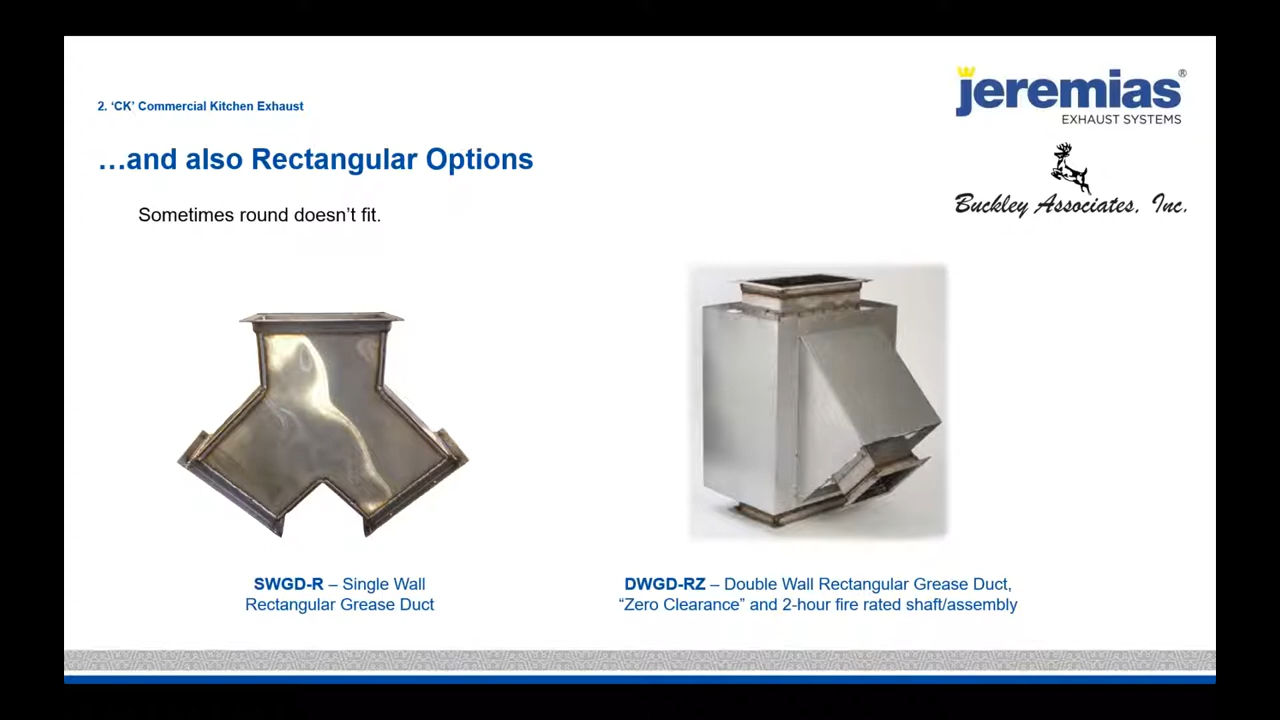 2. ‘CK’ Commercial Kitchen Exhaust
jeremias®
EXHAUST SYSTEMS
…and also Rectangular Options
Buckley Associates, Inc.
Sometimes round doesn’t fit.
SWGD-R – Single Wall
Rectangular Grease Duct
DWGD-RZ – Double Wall Rectangular Grease Duct,
“Zero Clearance” and 2-hour fire rated shaft/assembly